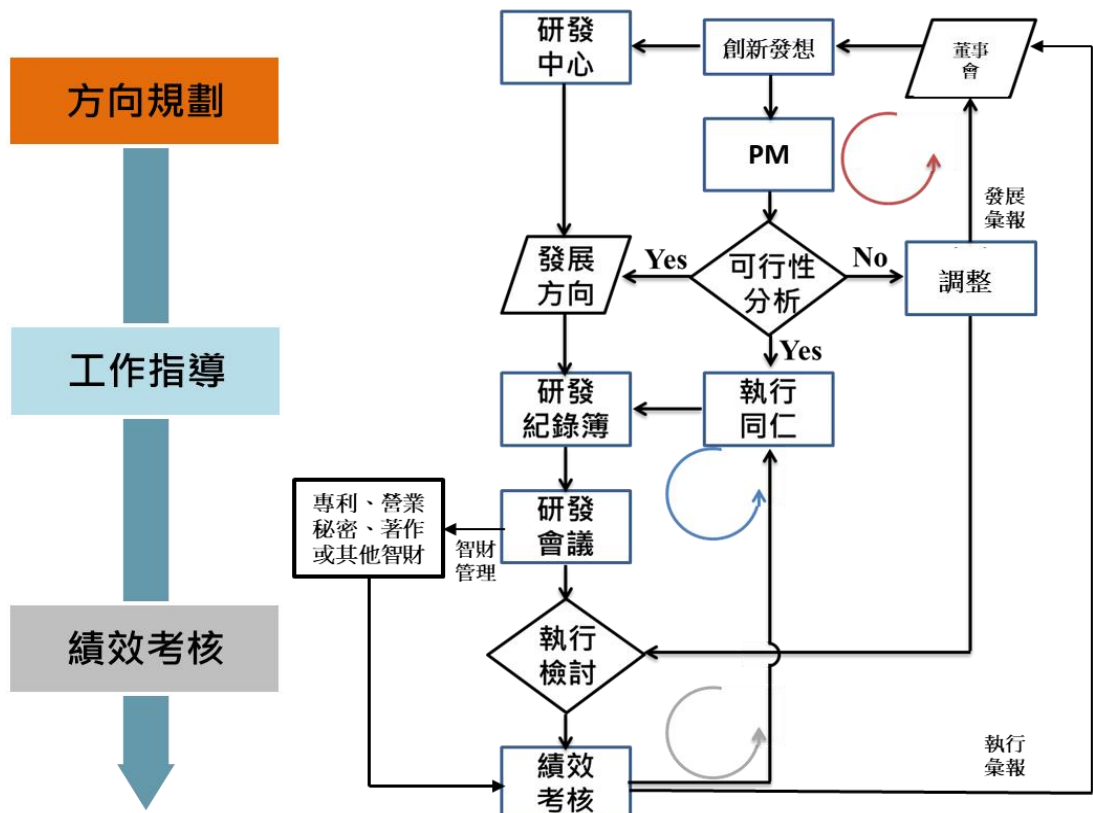 方向規劃
工作指導
績效考核
研發
中心
創新發想
董事
會
PM
發展
彙報
發展
方向
Yes
可行性
分析
No
調整
Yes
研發
紀錄簿
執行
同仁
專利、營業
秘密、著作
或其他智財
智財
管理
研發
會議
執行
檢討
績效
考核
執行
彙報